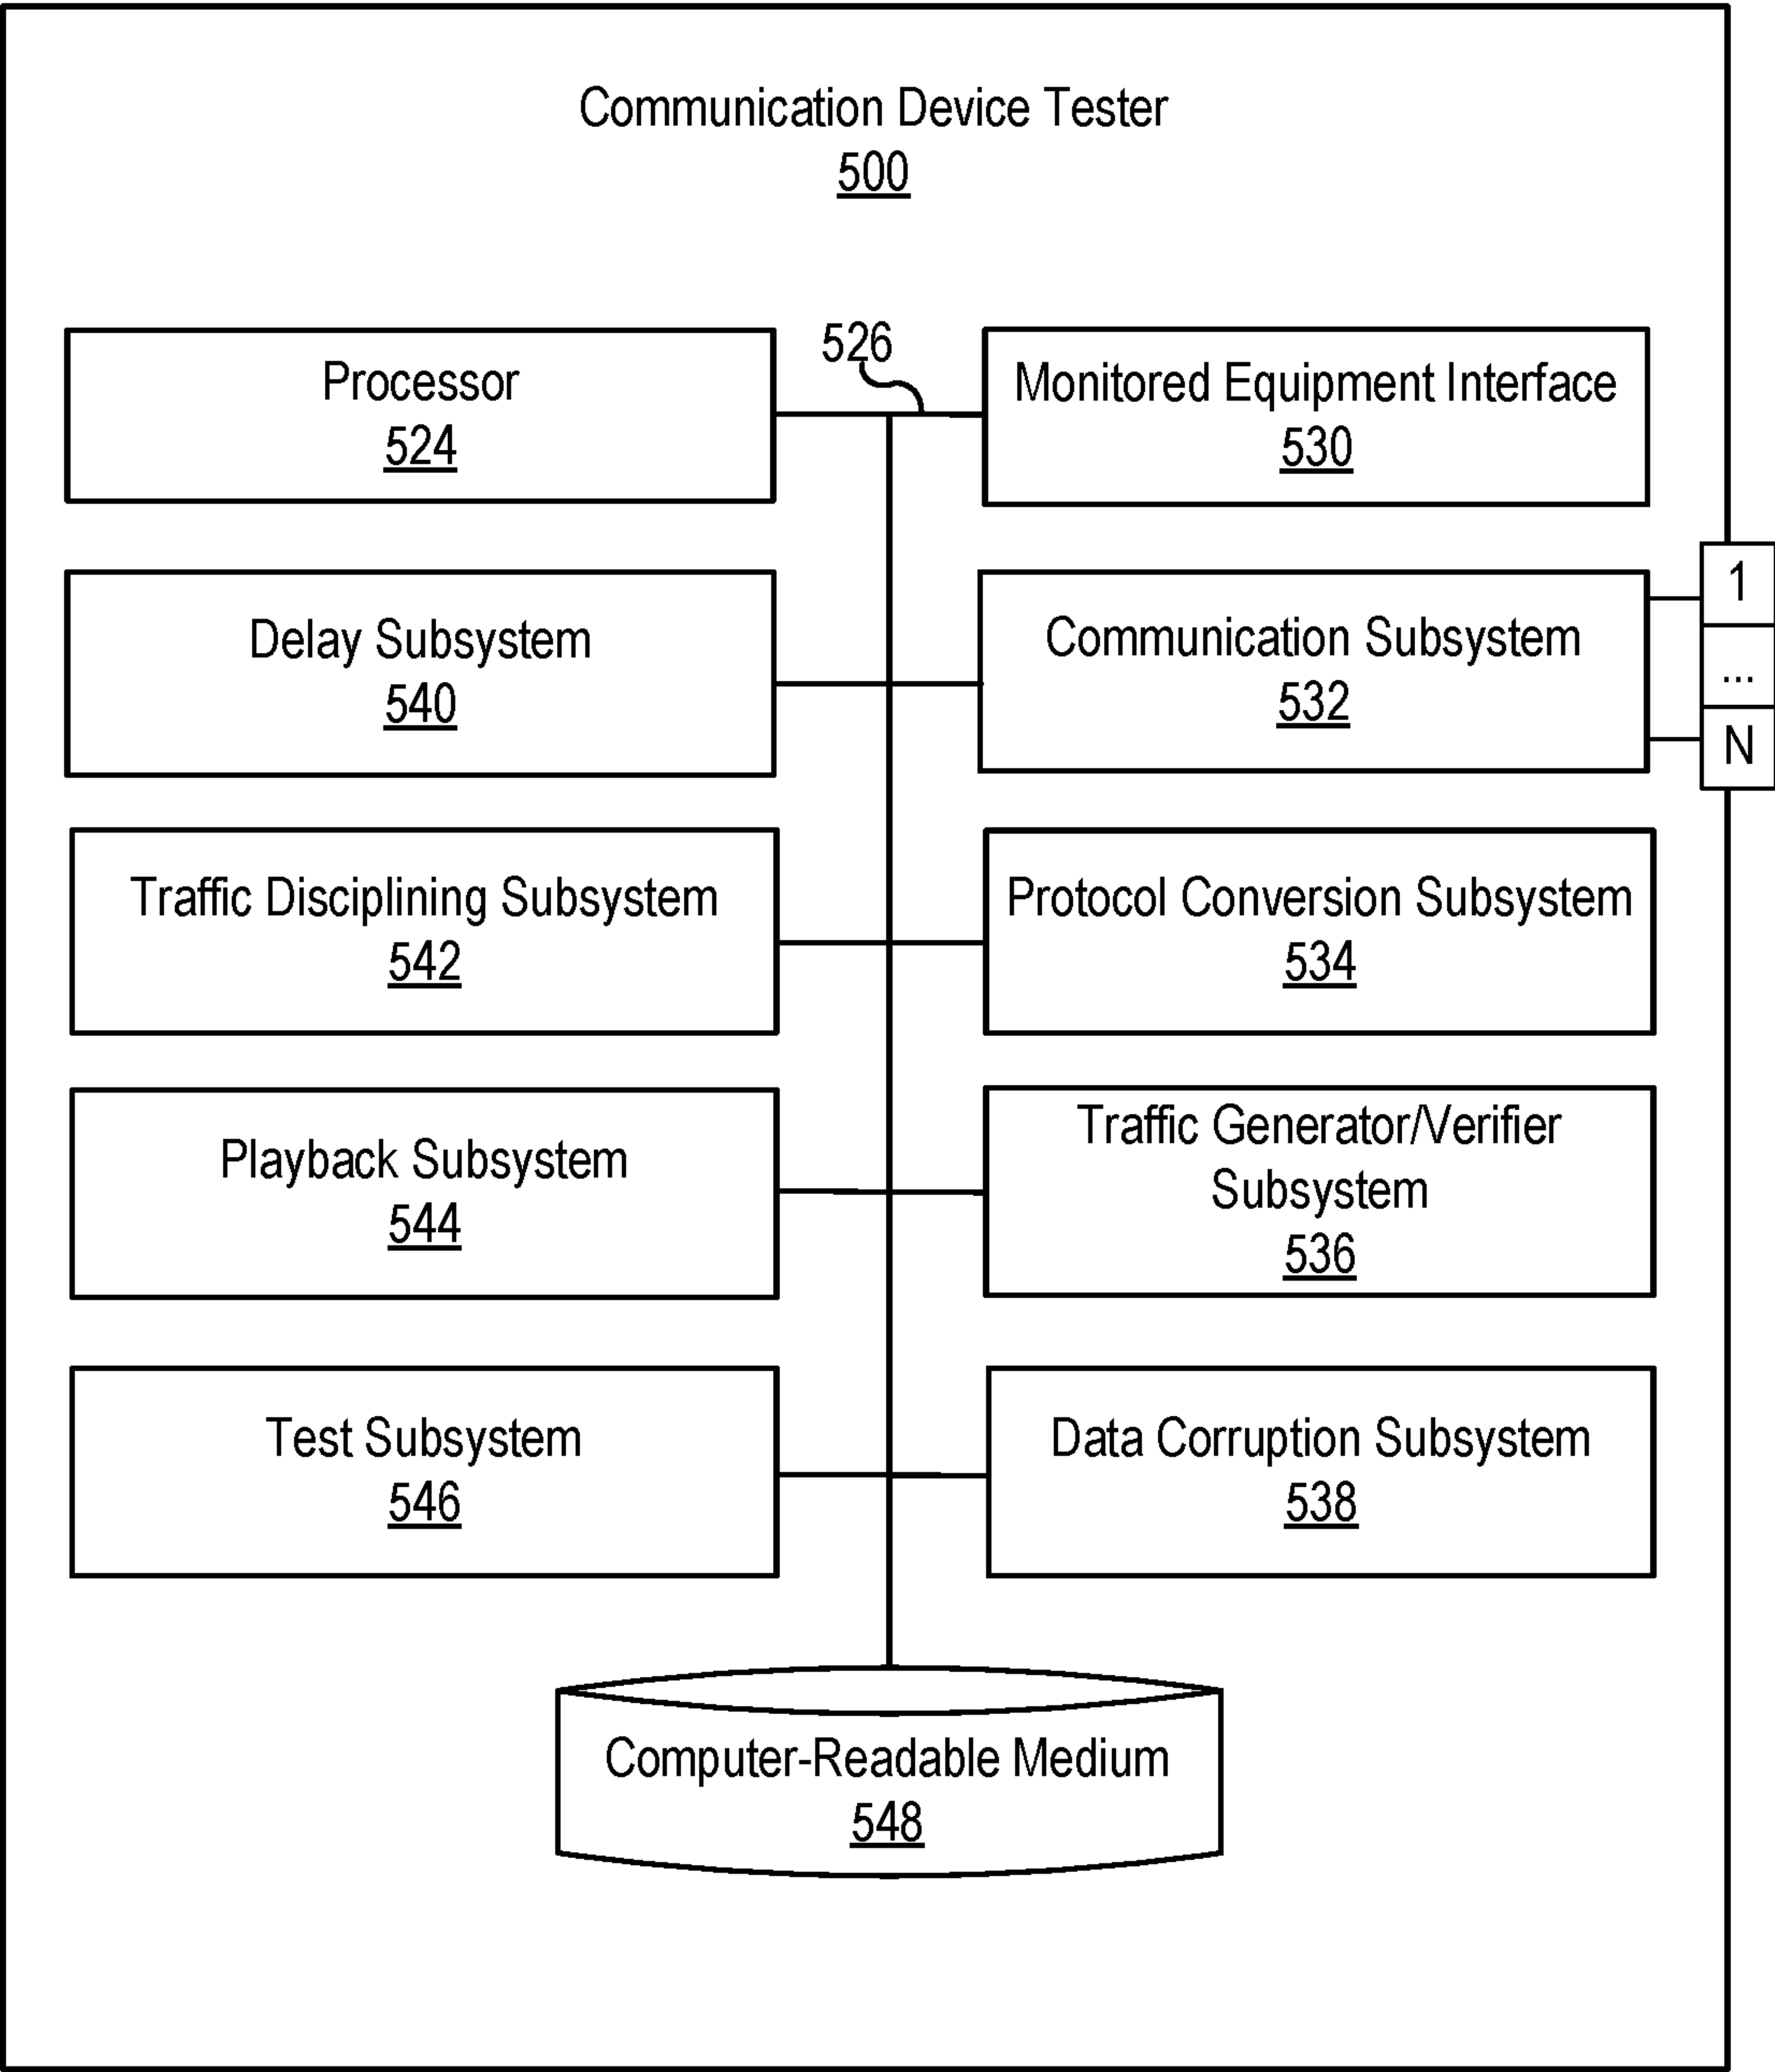 Communication Device Tester
500
Processor
524
526
Monitored Equipment Interface
530
Delay Subsystem
540
Communication Subsystem
532
1
...
N
Traffic Disciplining Subsystem
542
Protocol Conversion Subsystem
534
Playback Subsystem
544
Traffic Generator/Verifier
Subsystem
536
Test Subsystem
546
Data Corruption Subsystem
538
Computer-Readable Medium
548